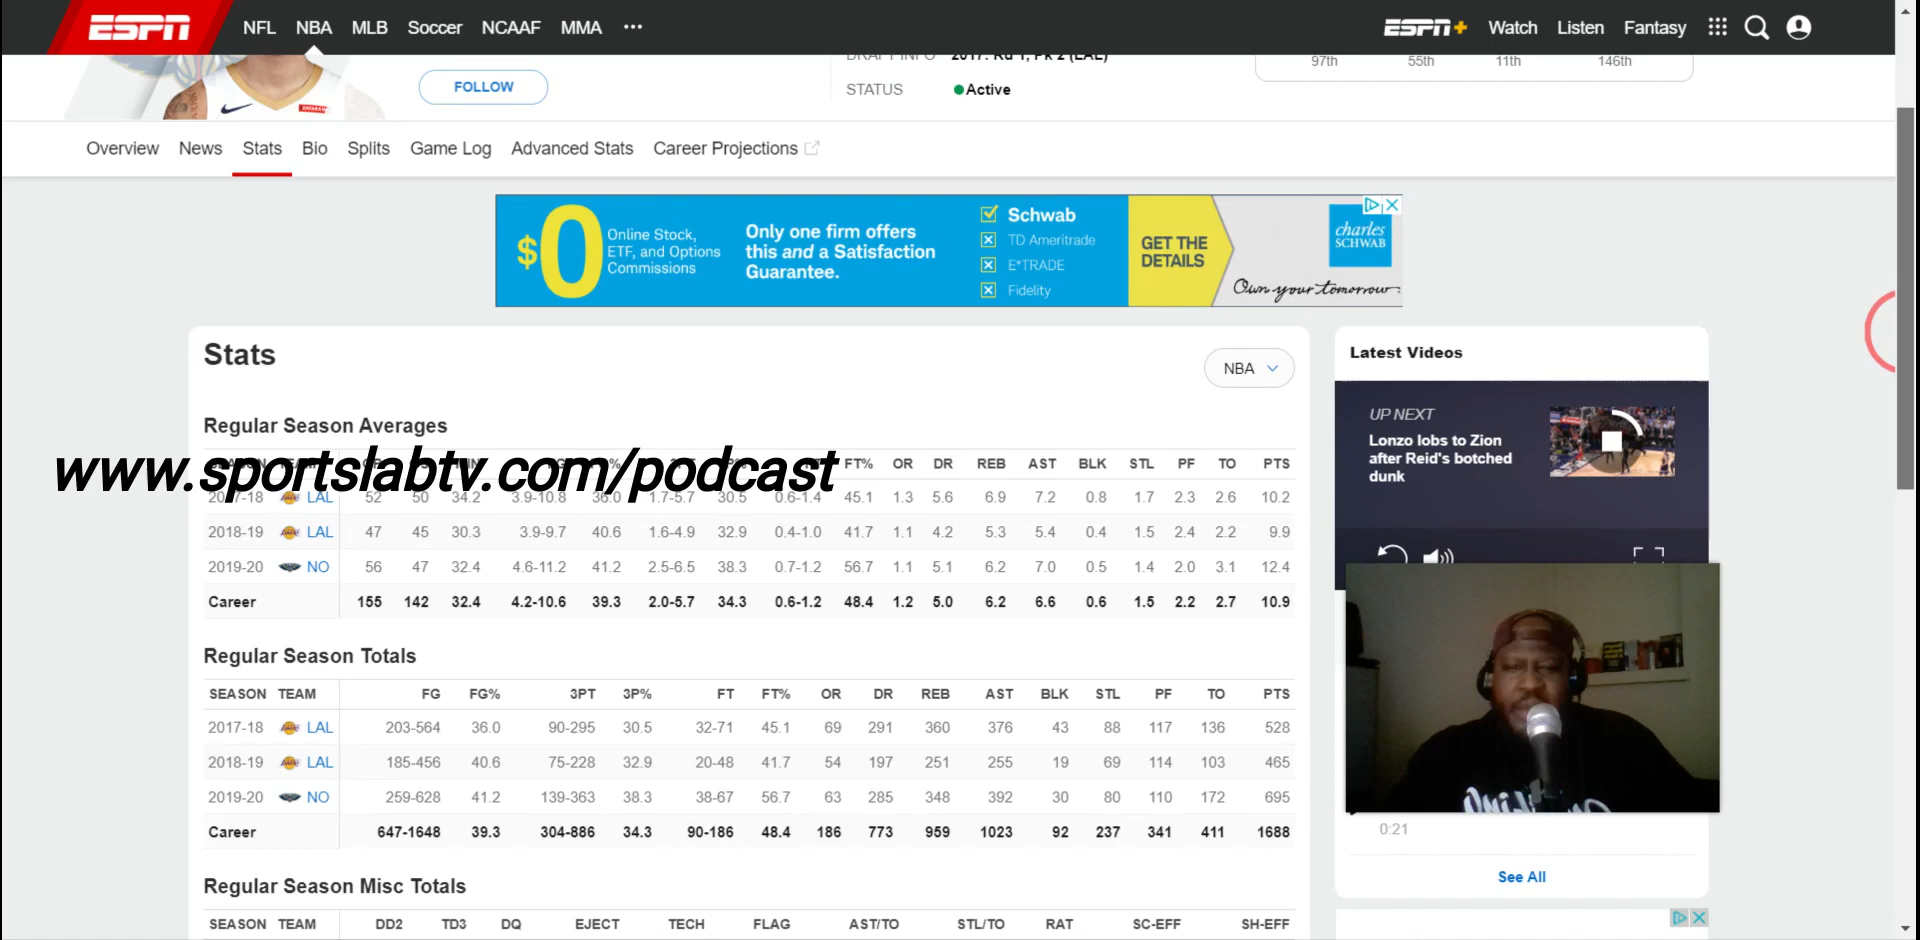 ESPN NFL NBA MLB Soccer NCAAF MMA ESPN+ Watch Listen Fantasy
97th 55th 11th 146th
FOLLOW
STATUS Active
Overview News Stats Bio Splits Game Log Advanced Stats Career Projections
$0 Online Stock,
ETF, and Options
Commissions
Only one firm offers
this and a Satisfaction
Guarantee.
Schwab
TD Ameritrade
E*TRADE
Fidelity
GET THE
DETAILS
charles
SCHWAB
Own your tomorrow
Stats
NBA
Regular Season Averages
www.sportslabtv.com/podcast
FT% OR DR REB AST BLK STL PF TO PTS
2017-18 LAL 52 50 34.2 3.9-10.8 36.0 1.7-5.7 30.5 0.6-1.4 45.1 1.3 5.6 6.9 7.2 0.8 1.7 2.3 2.6 10.2
2018-19 LAL 47 45 30.3 3.9-9.7 40.6 1.6-4.9 32.9 0.4-1.0 41.7 1.1 4.2 5.3 5.4 0.4 1.5 2.4 2.2 9.9
2019-20 NO 56 47 32.4 4.6-11.2 41.2 2.5-6.5 38.3 0.7-1.2 56.7 1.1 5.1 6.2 7.0 0.5 1.4 2.0 3.1 12.4
Career 155 142 32.4 4.2-10.6 39.3 2.0-5.7 34.3 0.6-1.2 48.4 1.2 5.0 6.2 6.6 0.6 1.5 2.2 2.7 10.9
Regular Season Totals
SEASON TEAM FG FG% 3PT 3P% FT FT% OR DR REB AST BLK STL PF TO PTS
2017-18 LAL 203-564 36.0 90-295 30.5 32-71 45.1 69 291 360 376 43 88 117 136 528
2018-19 LAL 185-456 40.6 75-228 32.9 20-48 41.7 54 197 251 255 19 69 114 103 465
2019-20 NO 259-628 41.2 139-363 38.3 38-67 56.7 63 285 348 392 30 80 110 172 695
Career 647-1648 39.3 304-886 34.3 90-186 48.4 186 773 959 1023 92 237 341 411 1688
Regular Season Misc Totals
SEASON TEAM DD2 TD3 DQ EJECT TECH FLAG AST/TO STL/TO RAT SC-EFF SH-EFF
Latest Videos
UP NEXT
Lonzo lobs to Zion
after Reid's botched
dunk
0:21
See All